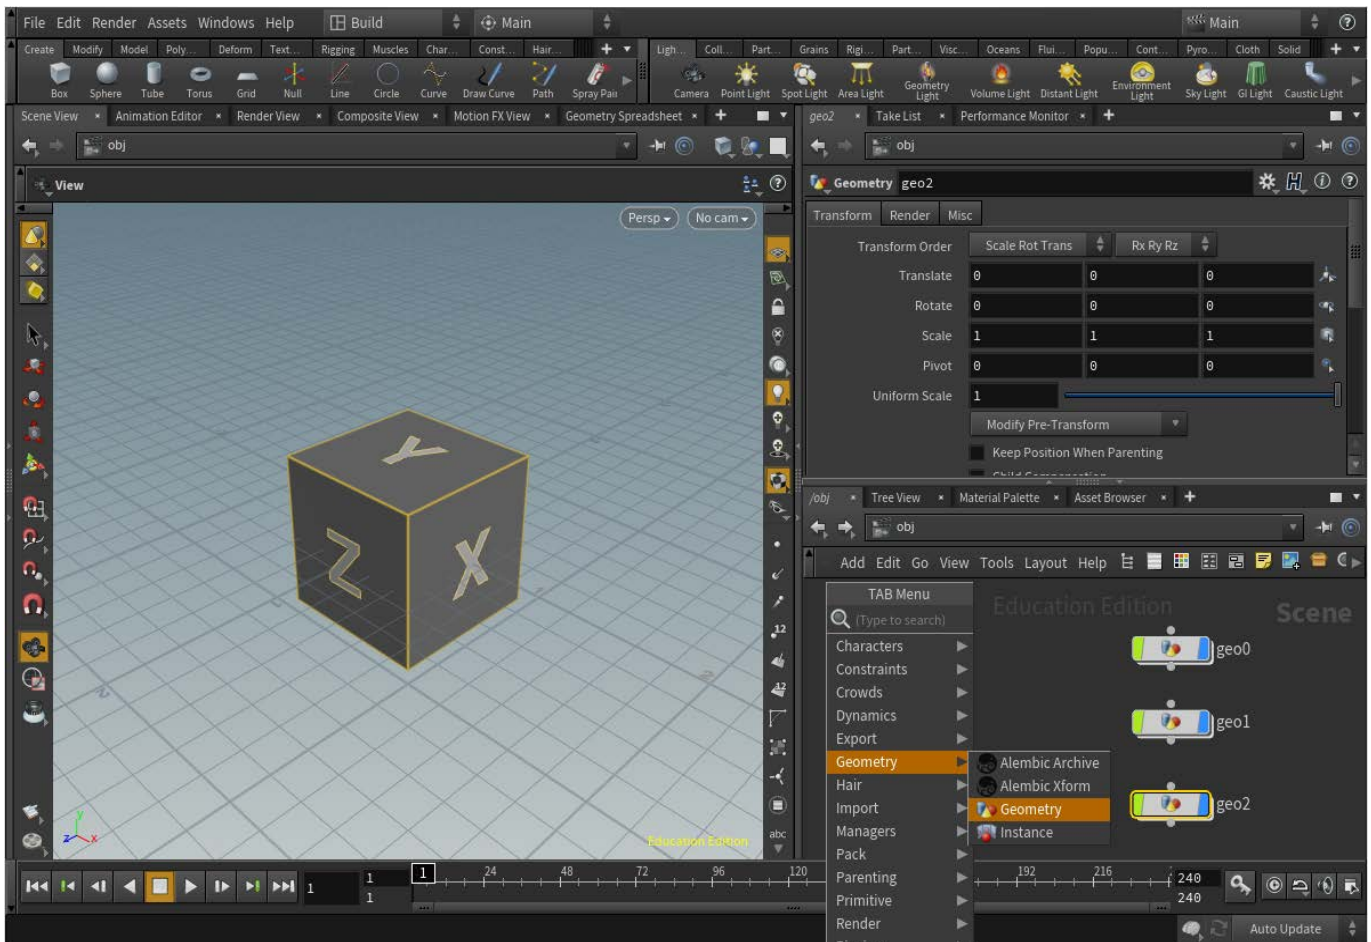 File Edit Render Assets Windows Help Build Main Main
Create Modify Model Poly... Deform Text... Rigging Muscles Char... Const... Hair... Ligh... Coll... Part... Grains Rigi... Part... Visc... Oceans Flui... Popu... Cont... Pyro... Cloth Solid
Box Sphere Tube Torus Grid Null Line Circle Curve Draw Curve Path Spray Pai Camera Point Light Spot Light Area Light Geometry Light Volume Light Distant Light Environment Light Sky Light GI Light Caustic Light
Scene View Animation Editor Render View Composite View Motion FX View Geometry Spreadsheet
geo2 Take List Performance Monitor
obj
obj
View
Geometry geo2
Persp No cam
Transform Render Misc
Transform Order Scale Rot Trans Rx Ry Rz
Translate 0 0 0
Rotate 0 0 0
Scale 1 1 1
Pivot 0 0 0
Uniform Scale 1
Modify Pre-Transform
Keep Position When Parenting
Child Compensation
Y
Z X
/obj Tree View Material Palette Asset Browser
obj
Add Edit Go View Tools Layout Help
TAB Menu
(Type to search)
Education Edition
Scene
Characters
Constraints
Crowds
Dynamics
Export
Geometry
Hair
Import
Managers
Pack
Parenting
Primitive
Render
Alembic Archive
Alembic Xform
Geometry
Instance
geo0
geo1
geo2
12
12
abc
y
z x
Education Edition
1 1 1 1 24 48 72 96 120 192 216 240
240
Auto Update